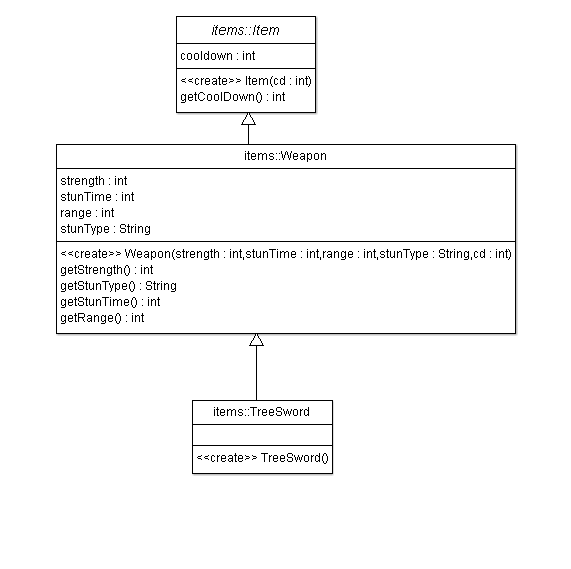 items::Item
cooldown : int
<<create>> Item(cd : int)
getCoolDown() : int
items::Weapon
strength : int
stunTime : int
range : int
stunType : String
<<create>> Weapon(strength : int,stunTime : int,range : int,stunType : String,cd : int)
getStrength() : int
getStunType() : String
getStunTime() : int
getRange() : int
items::TreeSword
<<create>> TreeSword()